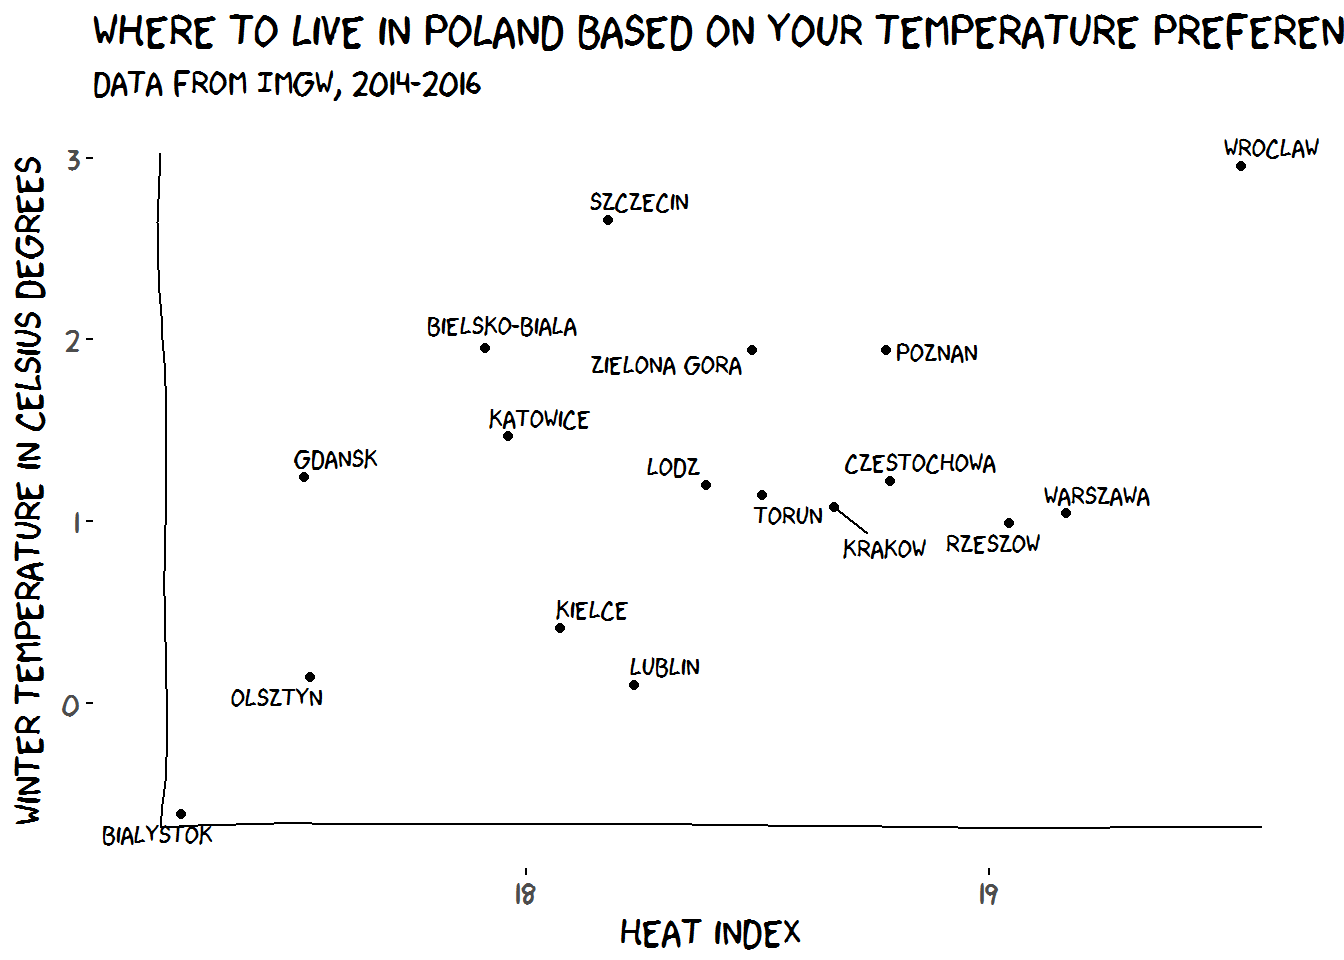 WHERE TO LIVE IN POLAND BASED ON YOUR TEMPERATURE PREFEREN
DATA FROM IMGW, 2014-2016
WINTER TEMPERATURE IN CELSIUS DEGREES
3
2
1
0
WROCLAW
SZCZECIN
BIELSKO-BIALA
ZIELONA GORA
POZNAN
KATOWICE
GDANSK
LODZ
CZESTOCHOWA
WARSZAWA
TORUN
KRAKOW
RZESZOW
KIELCE
LUBLIN
OLSZTYN
BIALYSTOK
18
19
HEAT INDEX